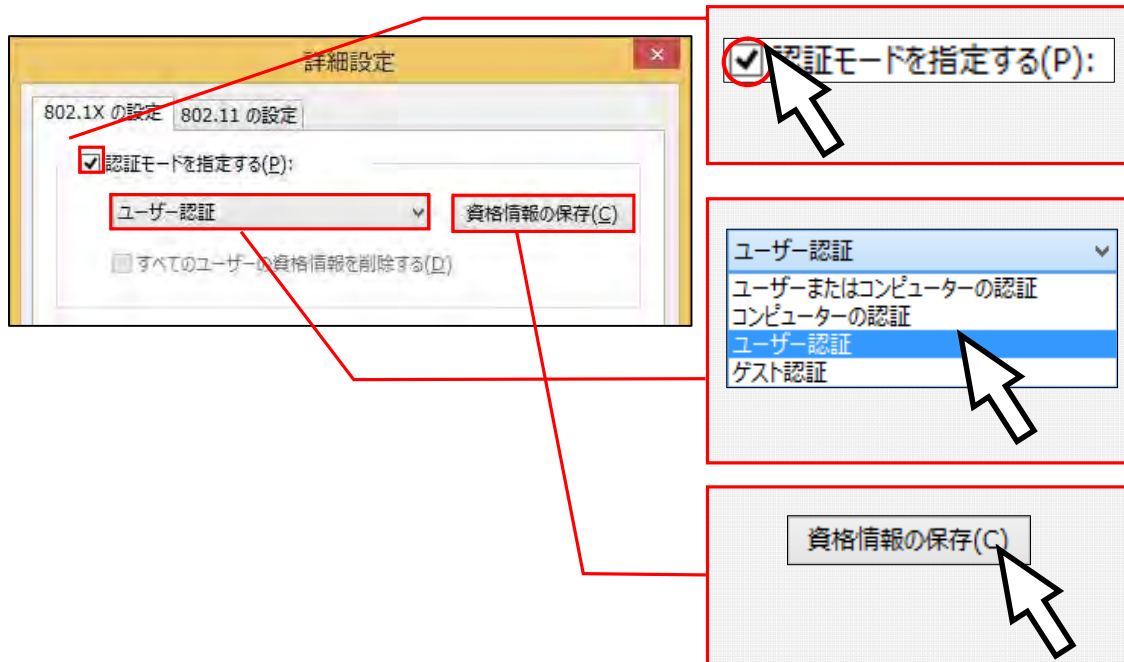 詳細設定
×
802.1X の設定 802.11 の設定
認証モードを指定する(P):
ユーザー認証
資格情報の保存(C)
すべてのユーザーの資格情報を削除する(D)
認証モードを指定する(P):
ユーザー認証
ユーザーまたはコンピューターの認証
コンピューターの認証
ユーザー認証
ゲスト認証
資格情報の保存(C)